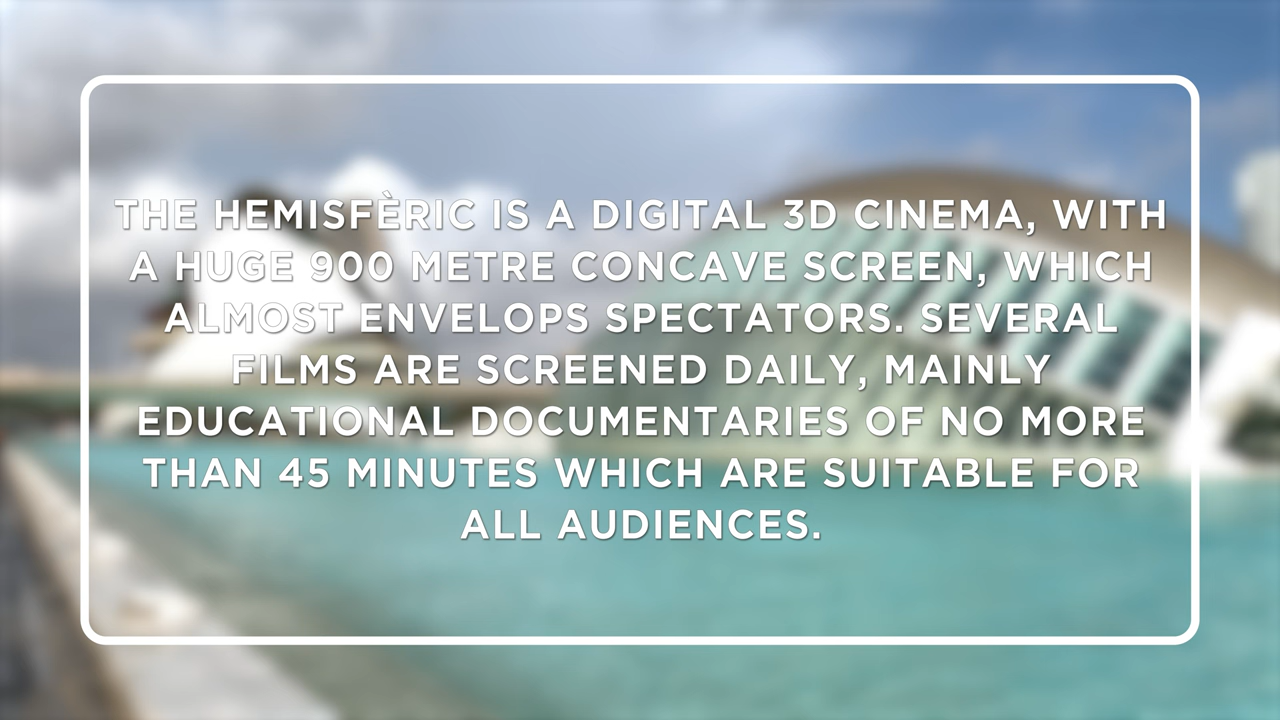 THE HEMISFÈRIC IS A DIGITAL 3D CINEMA, WITH
A HUGE 900 METRE CONCAVE SCREEN, WHICH
ALMOST ENVELOPS SPECTATORS. SEVERAL
FILMS ARE SCREENED DAILY, MAINLY
EDUCATIONAL DOCUMENTARIES OF NO MORE
THAN 45 MINUTES WHICH ARE SUITABLE FOR
ALL AUDIENCES.